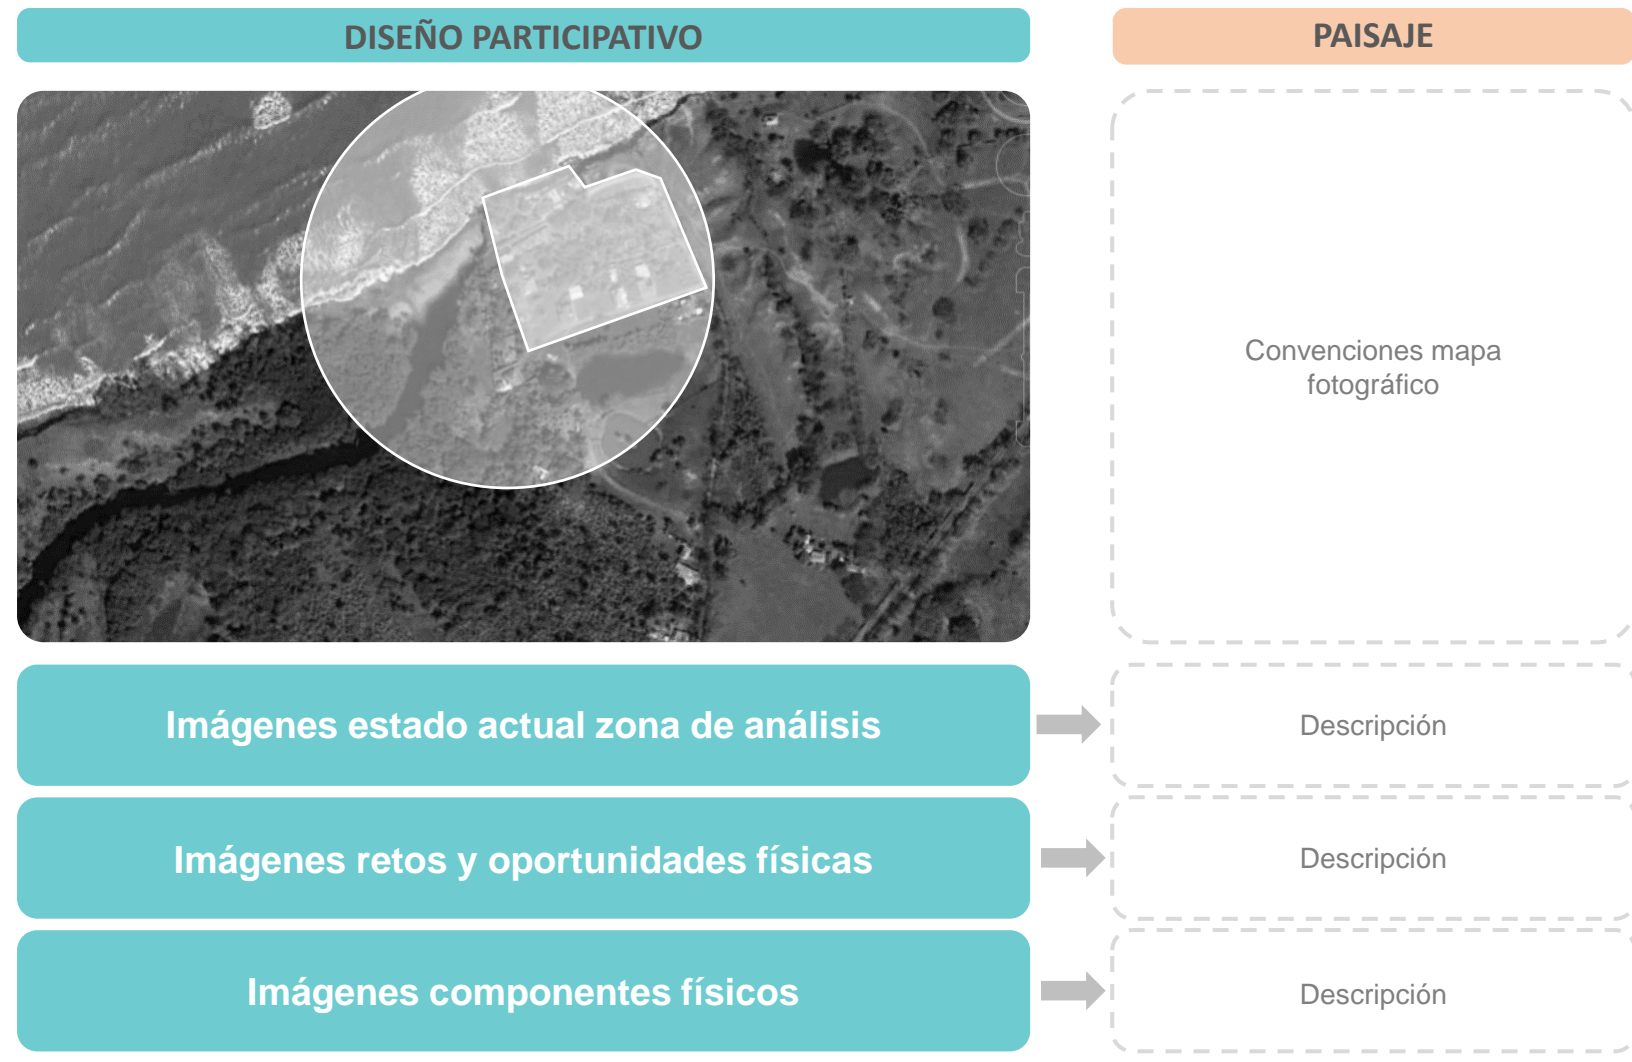 DISEÑO PARTICIPATIVO
PAISAJE
Convenciones mapa
fotográfico
Imágenes estado actual zona de análisis
Descripción
Imágenes retos y oportunidades físicas
Descripción
Imágenes componentes físicos
Descripción